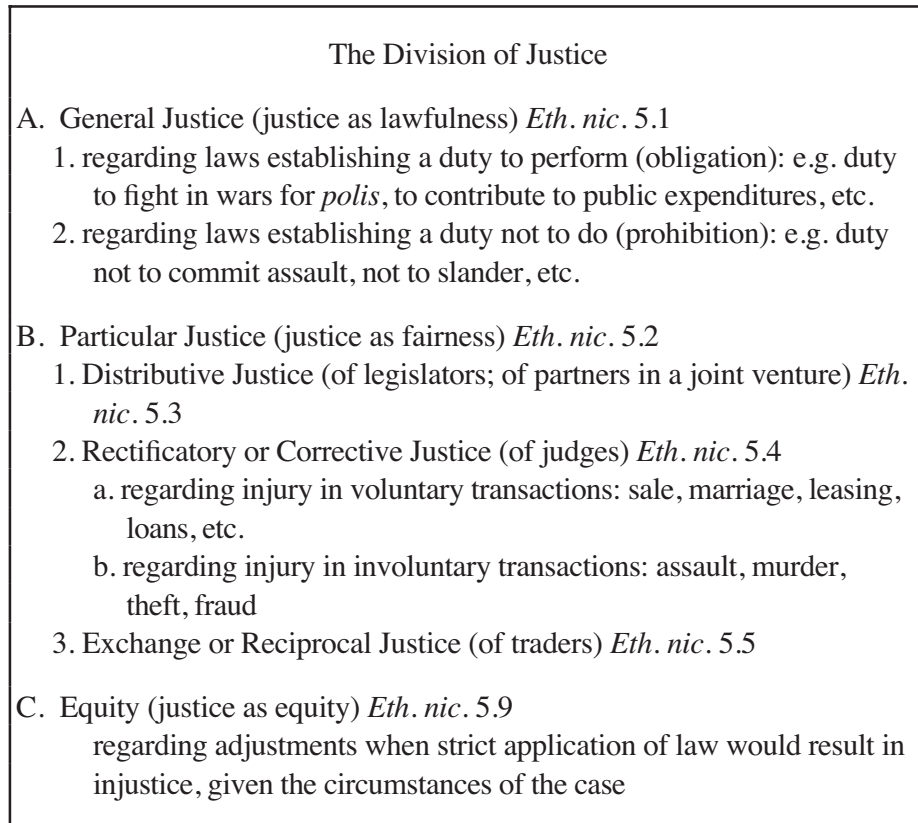 The Division of Justice
A. General Justice (justice as lawfulness) Eth. nic. 5.1
1. regarding laws establishing a duty to perform (obligation): e.g. duty
to fight in wars for polis, to contribute to public expenditures, etc.
2. regarding laws establishing a duty not to do (prohibition): e.g. duty
not to commit assault, not to slander, etc.
B. Particular Justice (justice as fairness) Eth. nic. 5.2
1. Distributive Justice (of legislators; of partners in a joint venture) Eth.
nic. 5.3
2. Rectificatory or Corrective Justice (of judges) Eth. nic. 5.4
a. regarding injury in voluntary transactions: sale, marriage, leasing,
loans, etc.
b. regarding injury in involuntary transactions: assault, murder,
theft, fraud
3. Exchange or Reciprocal Justice (of traders) Eth. nic. 5.5
C. Equity (justice as equity) Eth. nic. 5.9
regarding adjustments when strict application of law would result in
injustice, given the circumstances of the case